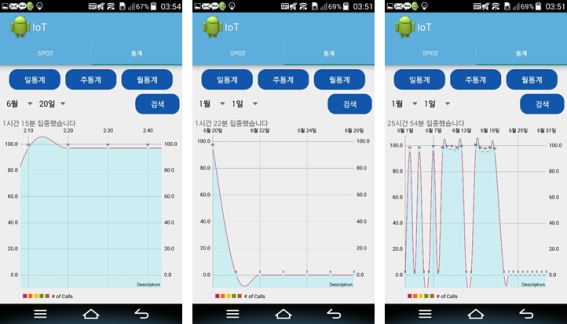 67% 03:54
IoT
SPO2 통계
일통계 주통계 월통계
6월 20일 검색
1시간 15분 집중했습니다
2:10 2:20 2:30 2:40
100.0 100.0
80.0 80.0
60.0 60.0
40.0 40.0
20.0 20.0
0.0 0.0
Description
# of Calls
69% 03:51
IoT
SPO2 통계
일통계 주통계 월통계
1월 1일 검색
1시간 22분 집중했습니다
6월 20일 6월 22일 6월 24일 6월 26일
100.0 100.0
80.0 80.0
60.0 60.0
40.0 40.0
20.0 20.0
0.0 0.0
Description
# of Calls
69% 03:51
IoT
SPO2 통계
일통계 주통계 월통계
1월 1일 검색
25시간 54분 집중했습니다
6월 1일 6월 7일 6월 13일 6월 19일 6월 25일 6월 31일
100.0 100.0
80.0 80.0
60.0 60.0
40.0 40.0
20.0 20.0
0.0 0.0
Description
# of Calls